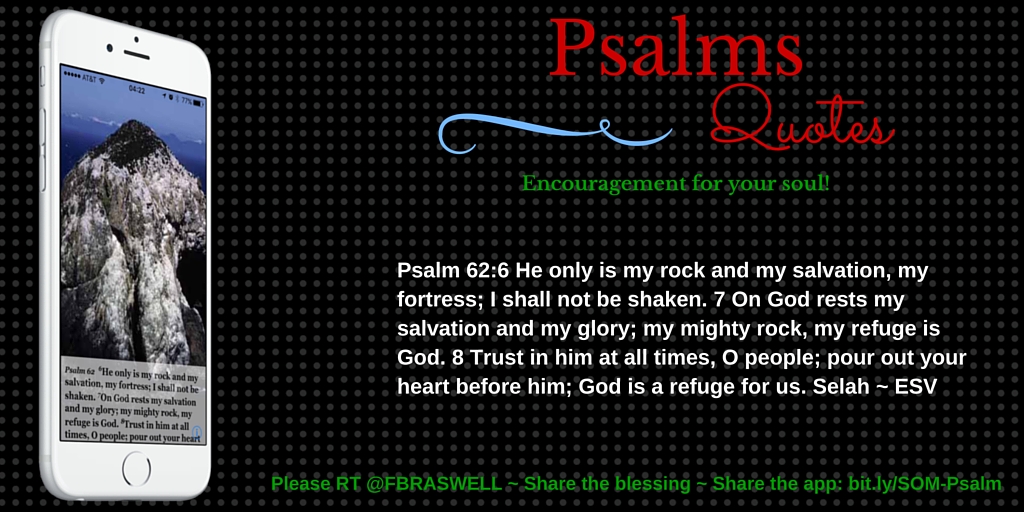 ●●●●● AT&T
04:22
77%
Psalm 62 ⁶He only is my rock and my
salvation, my fortress; I shall not be
shaken. ⁷On God rests my salvation
and my glory; my mighty rock, my
refuge is God. ⁸Trust in him at all
times, O people; pour out your heart
Psalms
Quotes
Encouragement for your soul!
Psalm 62:6 He only is my rock and my salvation, my
fortress; I shall not be shaken. 7 On God rests my
salvation and my glory; my mighty rock, my refuge is
God. 8 Trust in him at all times, O people; pour out your
heart before him; God is a refuge for us. Selah ~ ESV
Please RT @FBRASWELL ~ Share the blessing ~ Share the app: bit.ly/SOM-Psalm